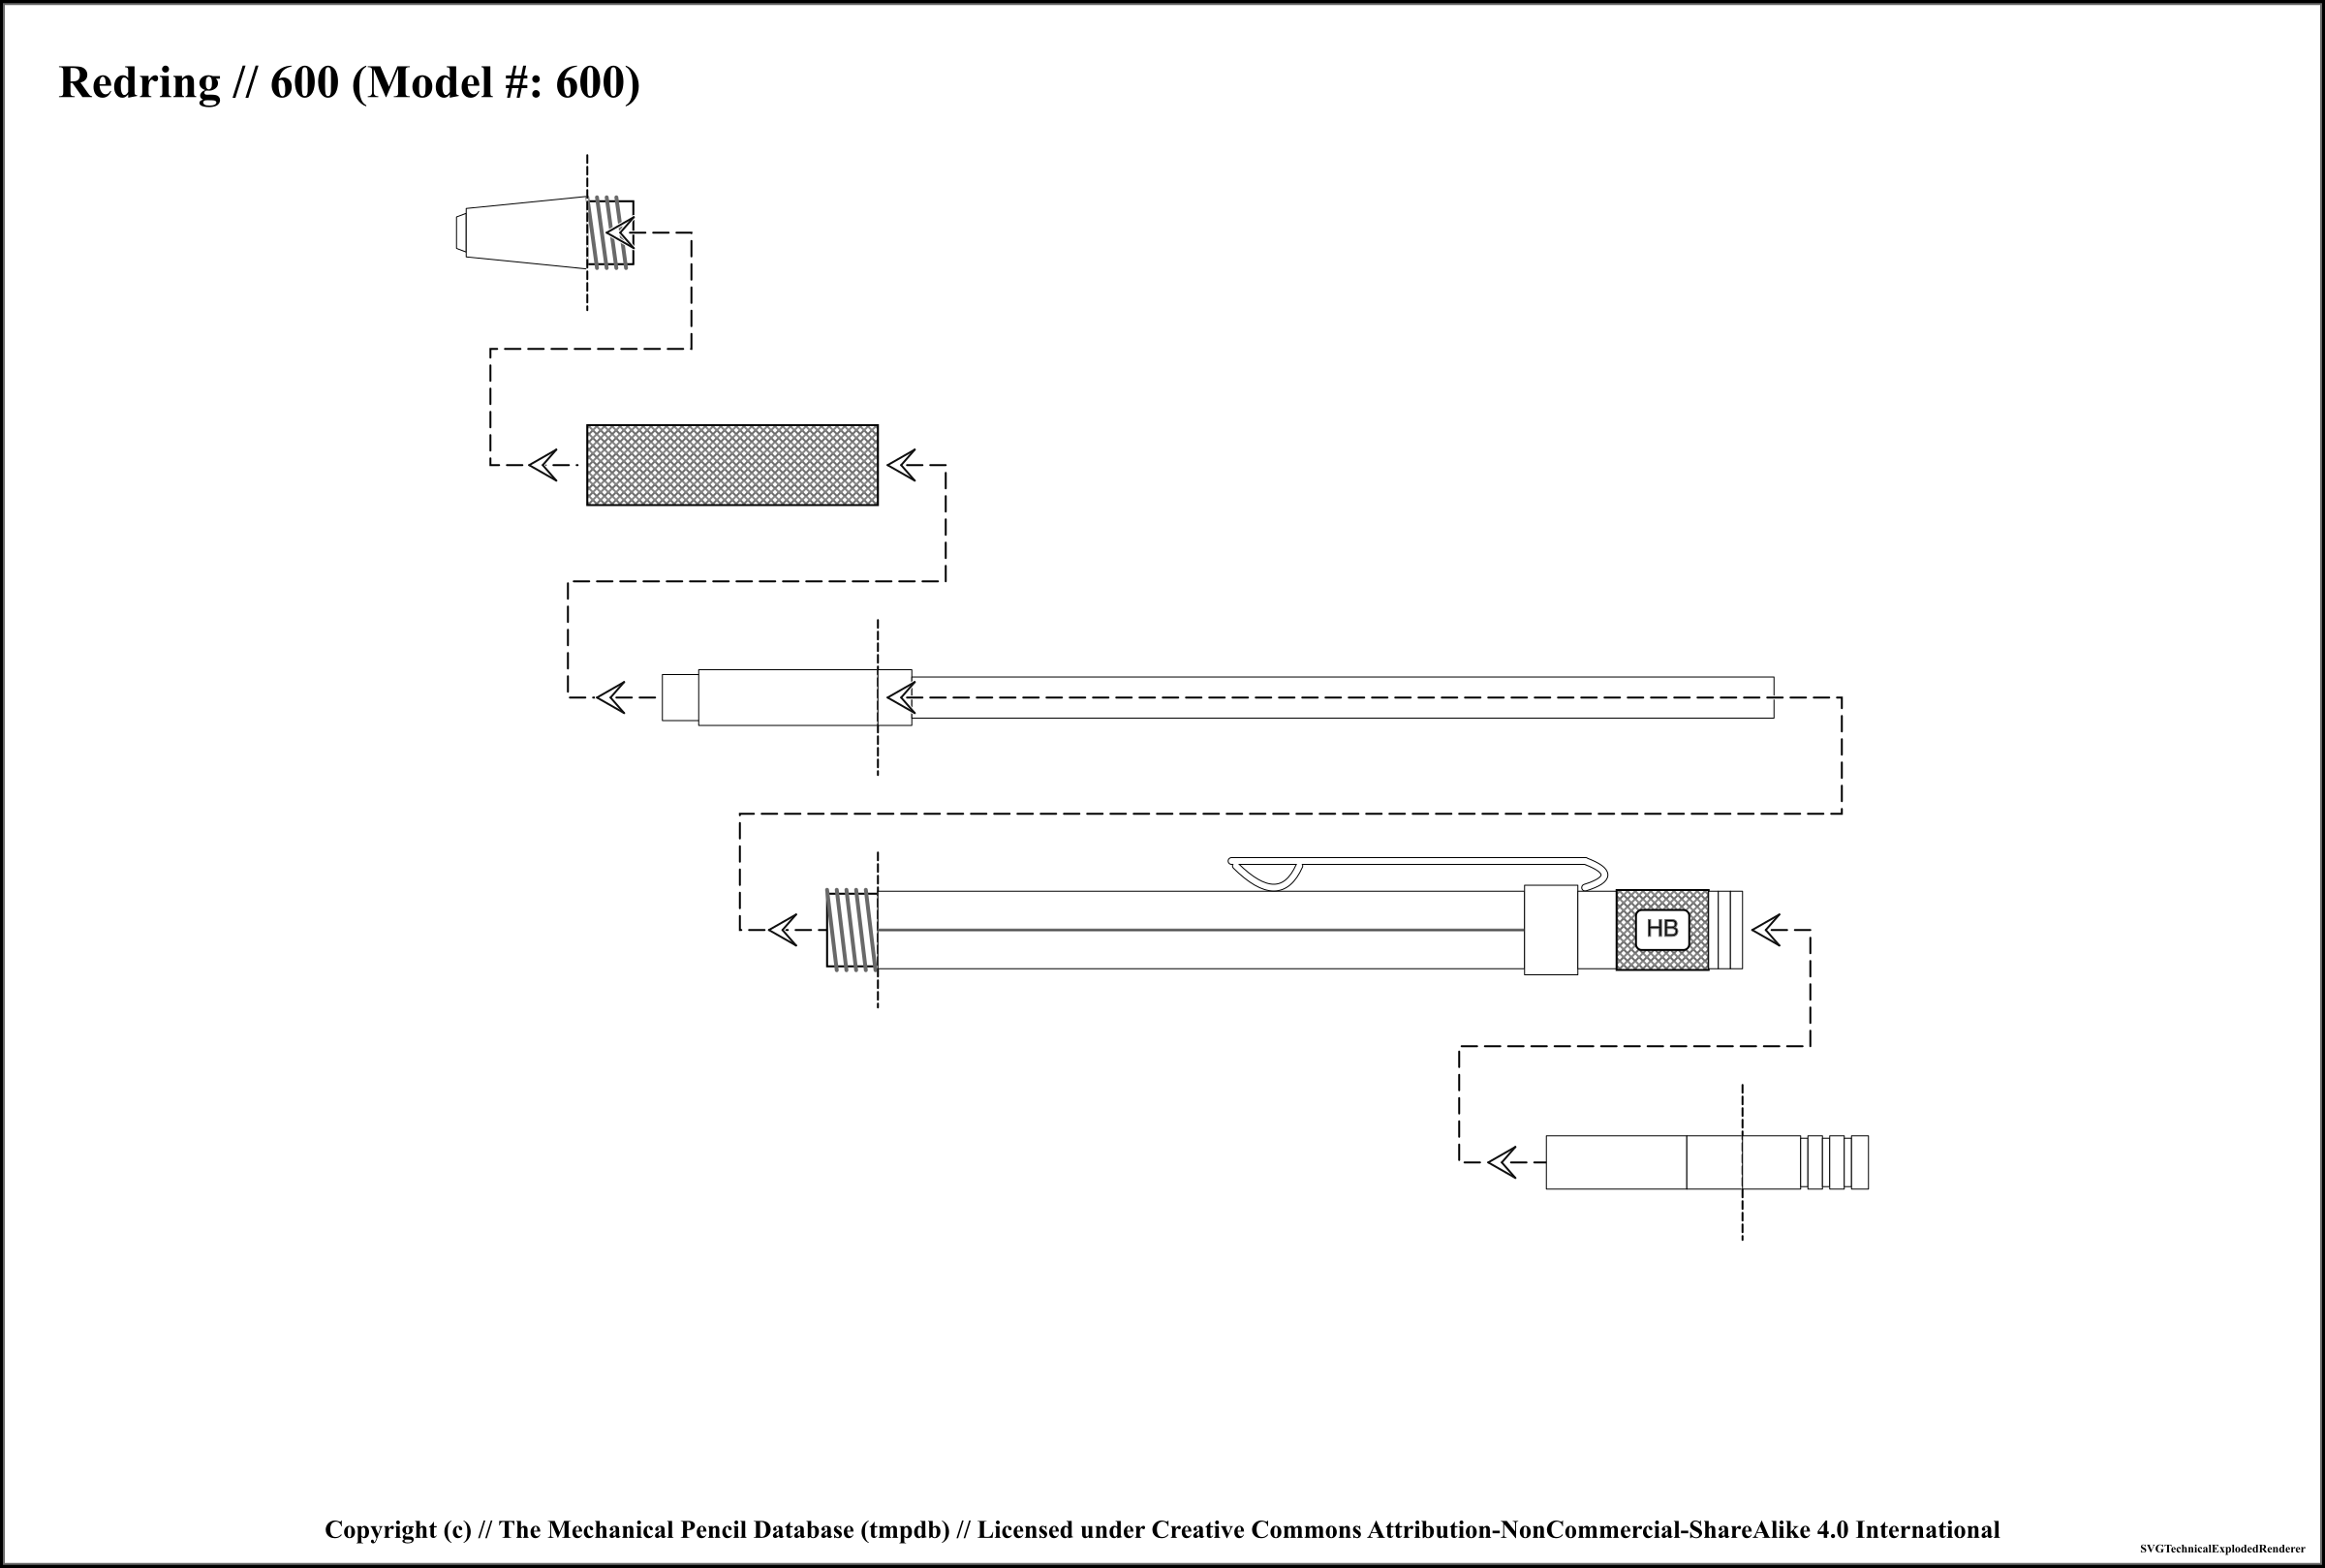 Redring // 600 (Model #: 600)
HB
Copyright (c) // The Mechanical Pencil Database (tmpdb) // Licensed under Creative Commons Attribution-NonCommercial-ShareAlike 4.0 International
SVGTechnicalExplodedRenderer